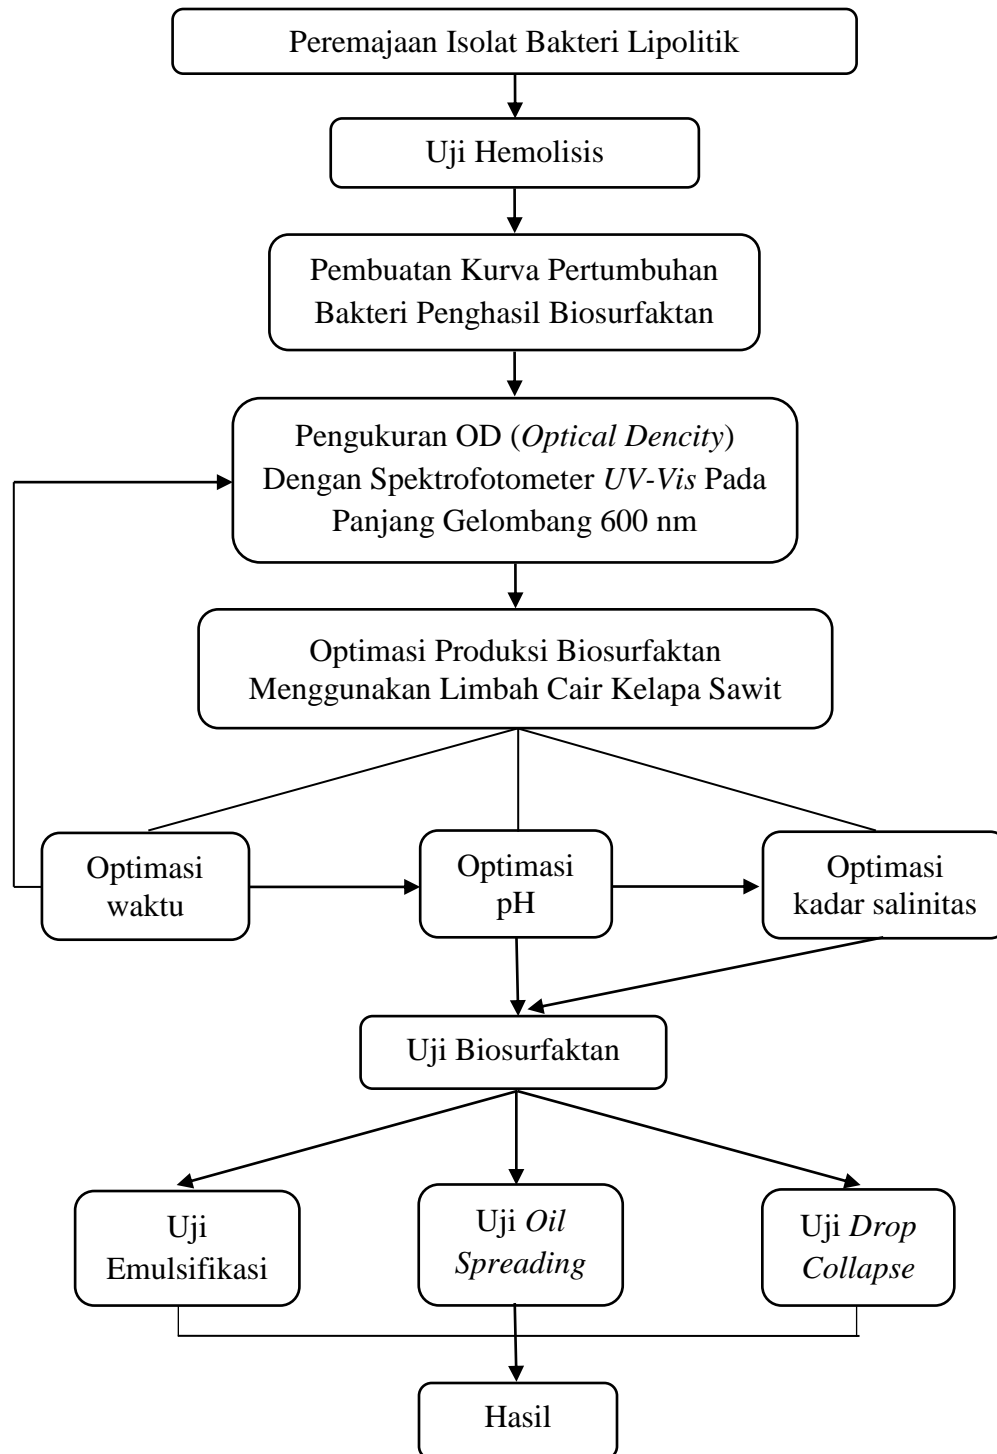 Peremajaan Isolat Bakteri Lipolitik
Uji Hemolisis
Pembuatan Kurva Pertumbuhan
Bakteri Penghasil Biosurfaktan
Pengukuran OD (Optical Dencity)
Dengan Spektrofotometer UV-Vis Pada
Panjang Gelombang 600 nm
Optimasi Produksi Biosurfaktan
Menggunakan Limbah Cair Kelapa Sawit
Optimasi
waktu
Optimasi
pH
Optimasi
kadar salinitas
Uji Biosurfaktan
Uji
Emulsifikasi
Uji Oil
Spreading
Uji Drop
Collapse
Hasil